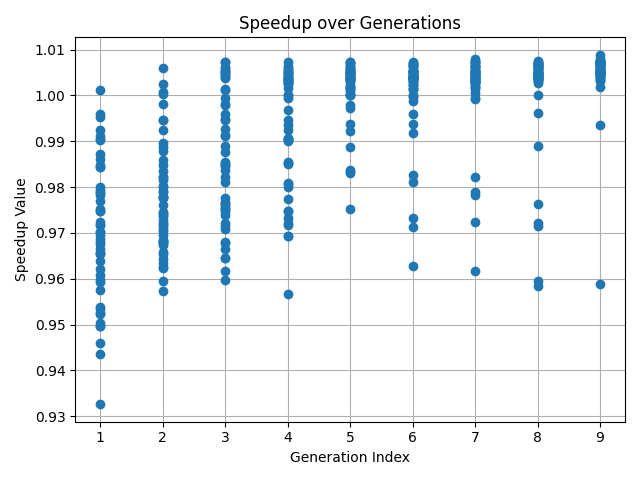 Speedup over Generations
1.01
1.00
0.99
0.98
0.97
0.96
0.95
0.94
0.93
Speedup Value
1 2 3 4 5 6 7 8 9
Generation Index